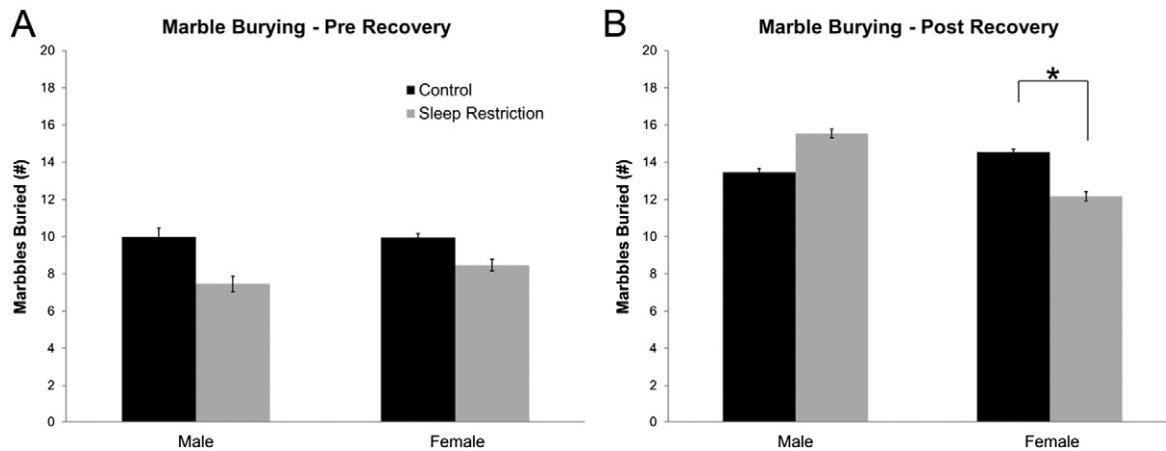 A
Marble Burying - Pre Recovery
Marbbles Buried (#)
20
18
16
14
12
10
8
6
4
2
0
Control
Sleep Restriction
Male
Female
B
Marble Burying - Post Recovery
Marbbles Buried (#)
20
18
16
14
12
10
8
6
4
2
0
*
Male
Female